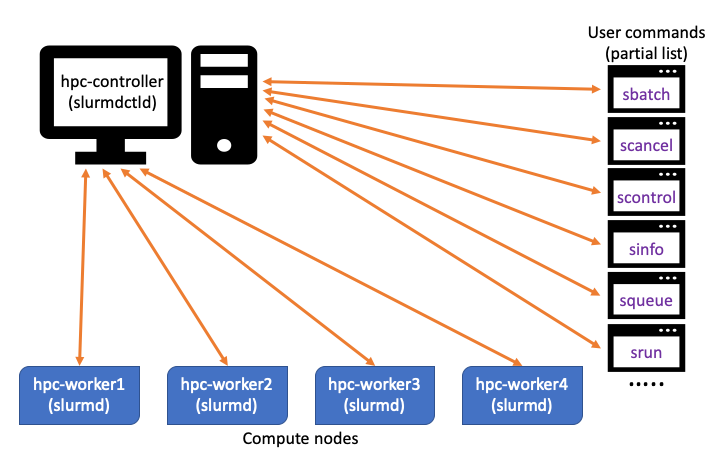 User commands
(partial list)
hpc-controller
(slurmdctld)
sbatch
scancel
scontrol
sinfo
squeue
srun
.....
hpc-worker1
(slurmd)
hpc-worker2
(slurmd)
hpc-worker3
(slurmd)
hpc-worker4
(slurmd)
Compute nodes